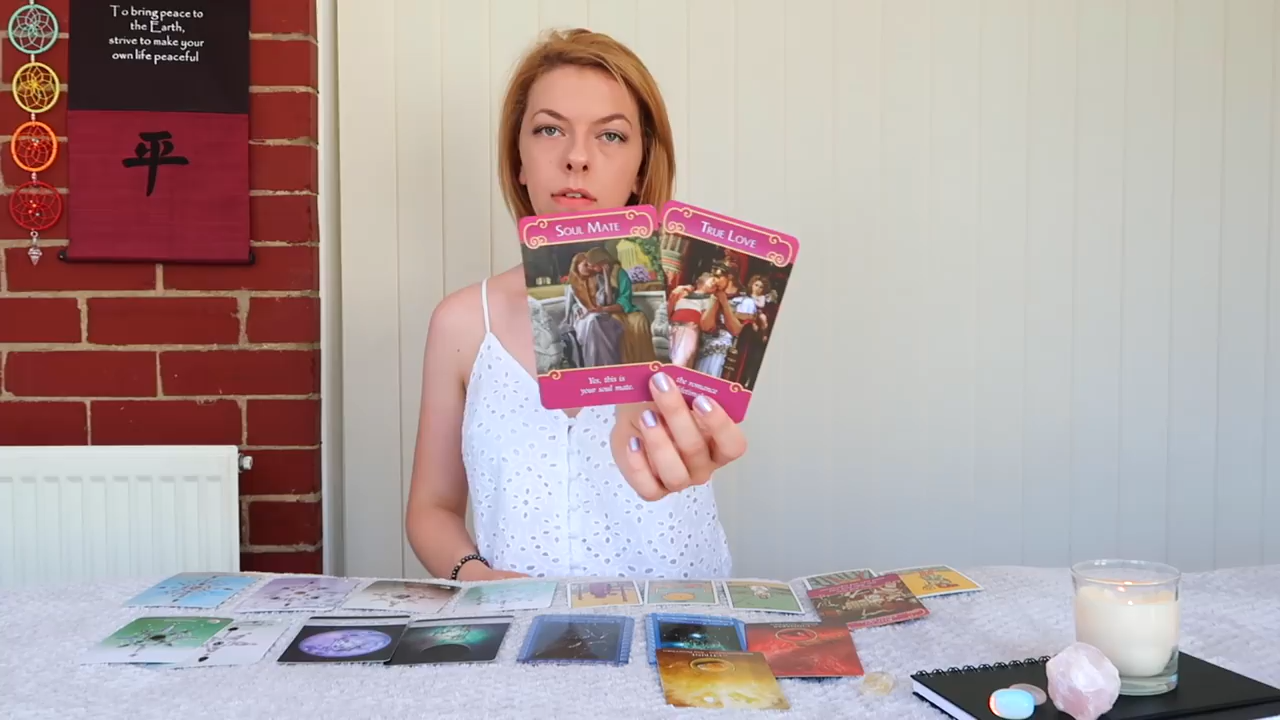 To bring peace to
the Earth,
strive to make your
own life peaceful
平
SOUL MATE
Yes, this is
your soul mate.
TRUE LOVE
the romance